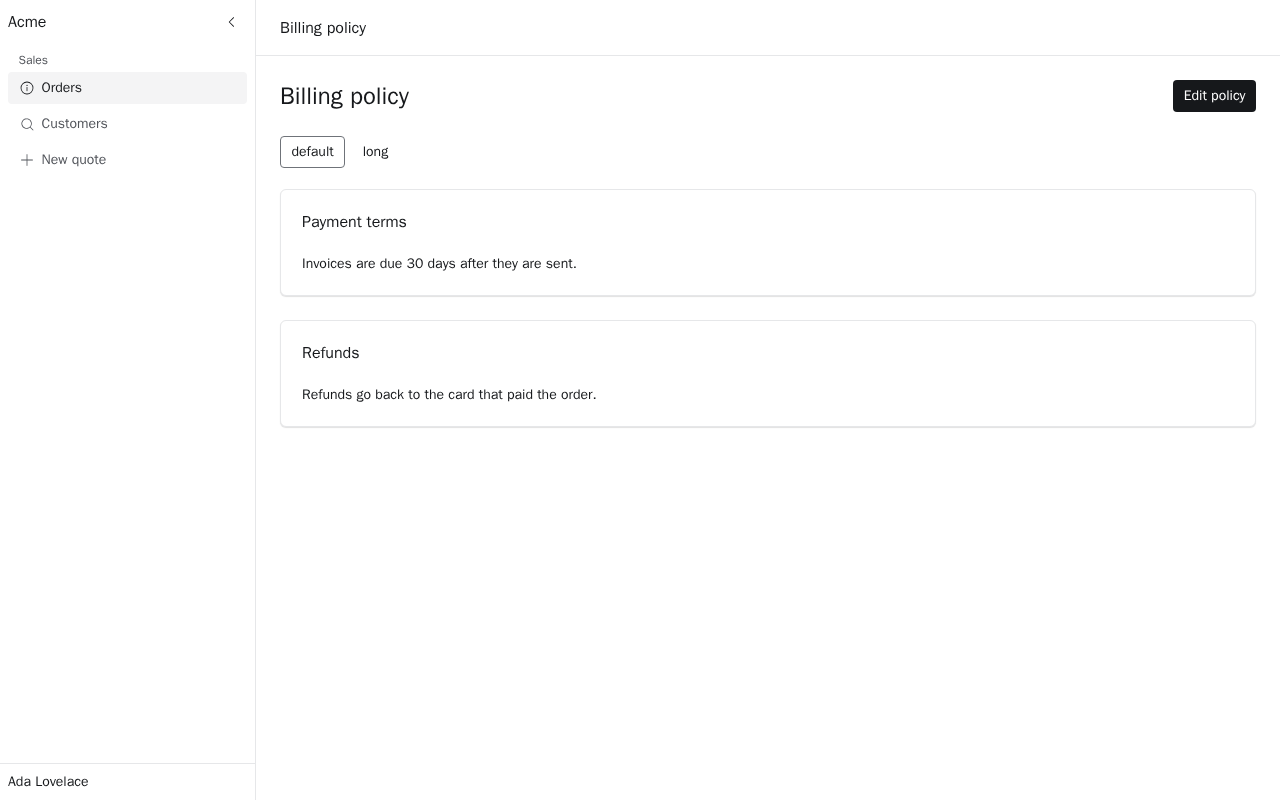 Acme
Sales
Orders
Customers
New quote
Ada Lovelace
Billing policy
Billing policy
Edit policy
default
long
Payment terms
Invoices are due 30 days after they are sent.
Refunds
Refunds go back to the card that paid the order.